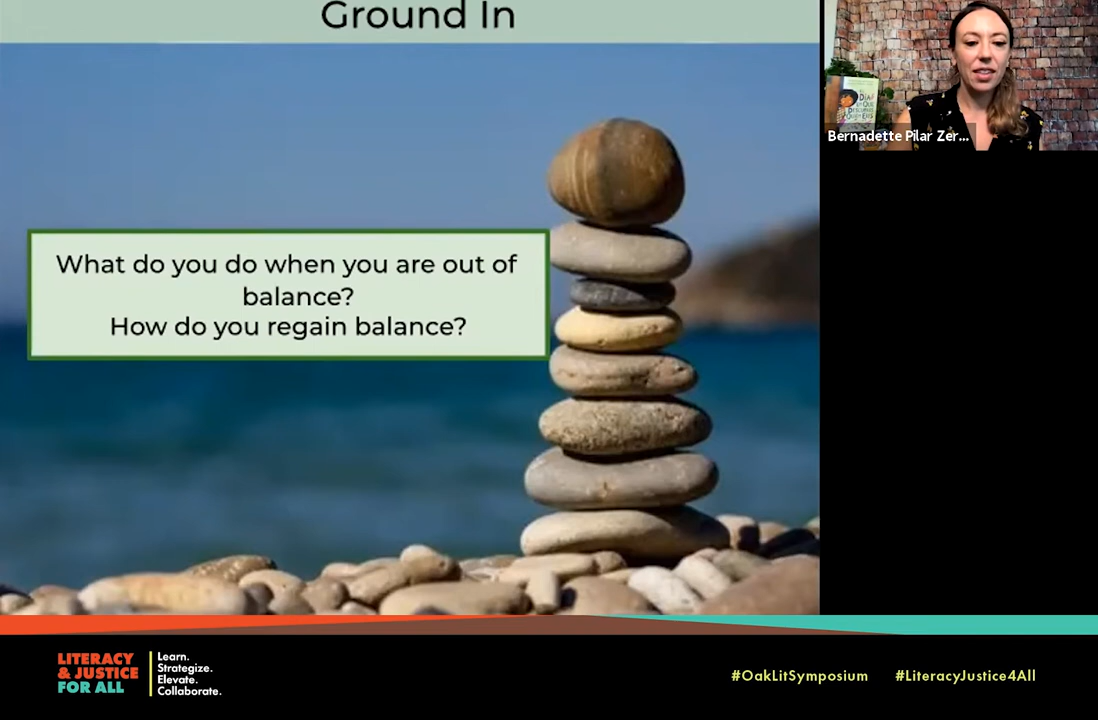 Ground In
What do you do when you are out of
balance?
How do you regain balance?
Bernadette Pilar Zer...
LITERACY
& JUSTICE
FOR ALL
Learn.
Strategize.
Elevate.
Collaborate.
#OakLitSymposium
#LiteracyJustice4All